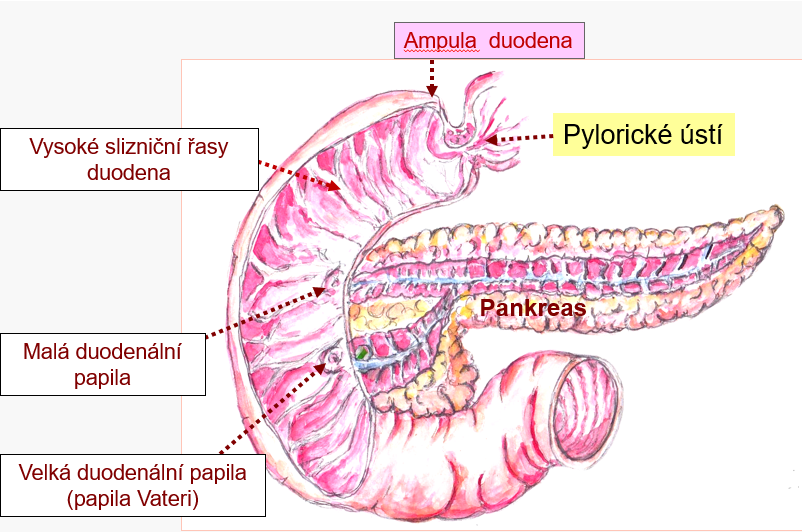 Ampula duodena
Pylorické ústí
Vysoké slizniční řasy
duodena
Pankreas
Malá duodenální
papila
Velká duodenální papila
(papila Vateri)